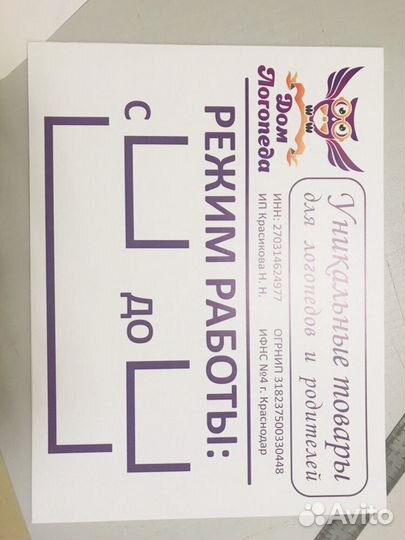 Дом
Логопеда
Уникальные товары
для логопедов и родителей
ИНН: 270314624977 ОГРНИП 318237500330448
ИП Красикова Н. Н. ИФНС №4 г. Краснодар
РЕЖИМ РАБОТЫ:
с до
Avito